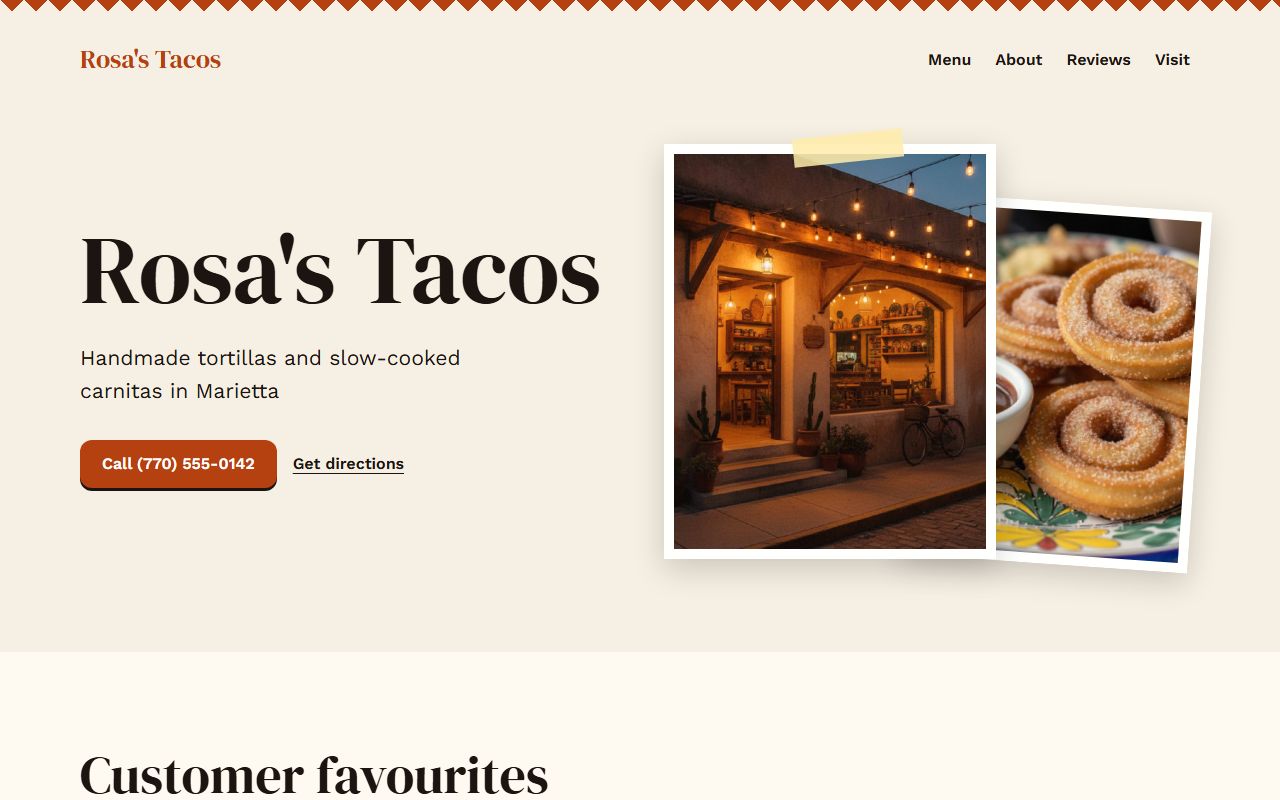 Rosa's Tacos
Menu About Reviews Visit
Rosa's Tacos
Handmade tortillas and slow-cooked
carnitas in Marietta
Call (770) 555-0142 Get directions
Customer favourites